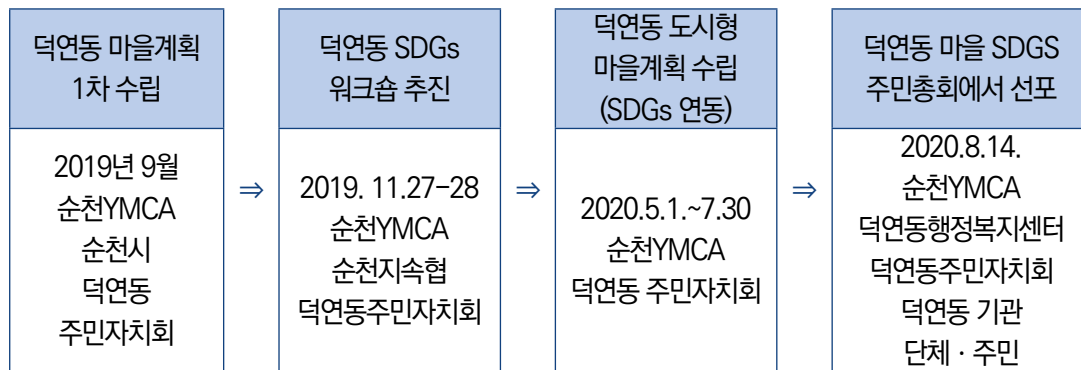 덕연동 마을계획
1차 수립
2019년 9월
순천YMCA
순천시
덕연동
주민자치회
⇒
덕연동 SDGs
워크숍 추진
2019. 11.27-28
순천YMCA
순천지속협
덕연동주민자치회
⇒
덕연동 도시형
마을계획 수립
(SDGs 연동)
2020.5.1.~7.30
순천YMCA
덕연동 주민자치회
⇒
덕연동 마을 SDGS
주민총회에서 선포
2020.8.14.
순천YMCA
덕연동행정복지센터
덕연동주민자치회
덕연동 기관
단체 · 주민